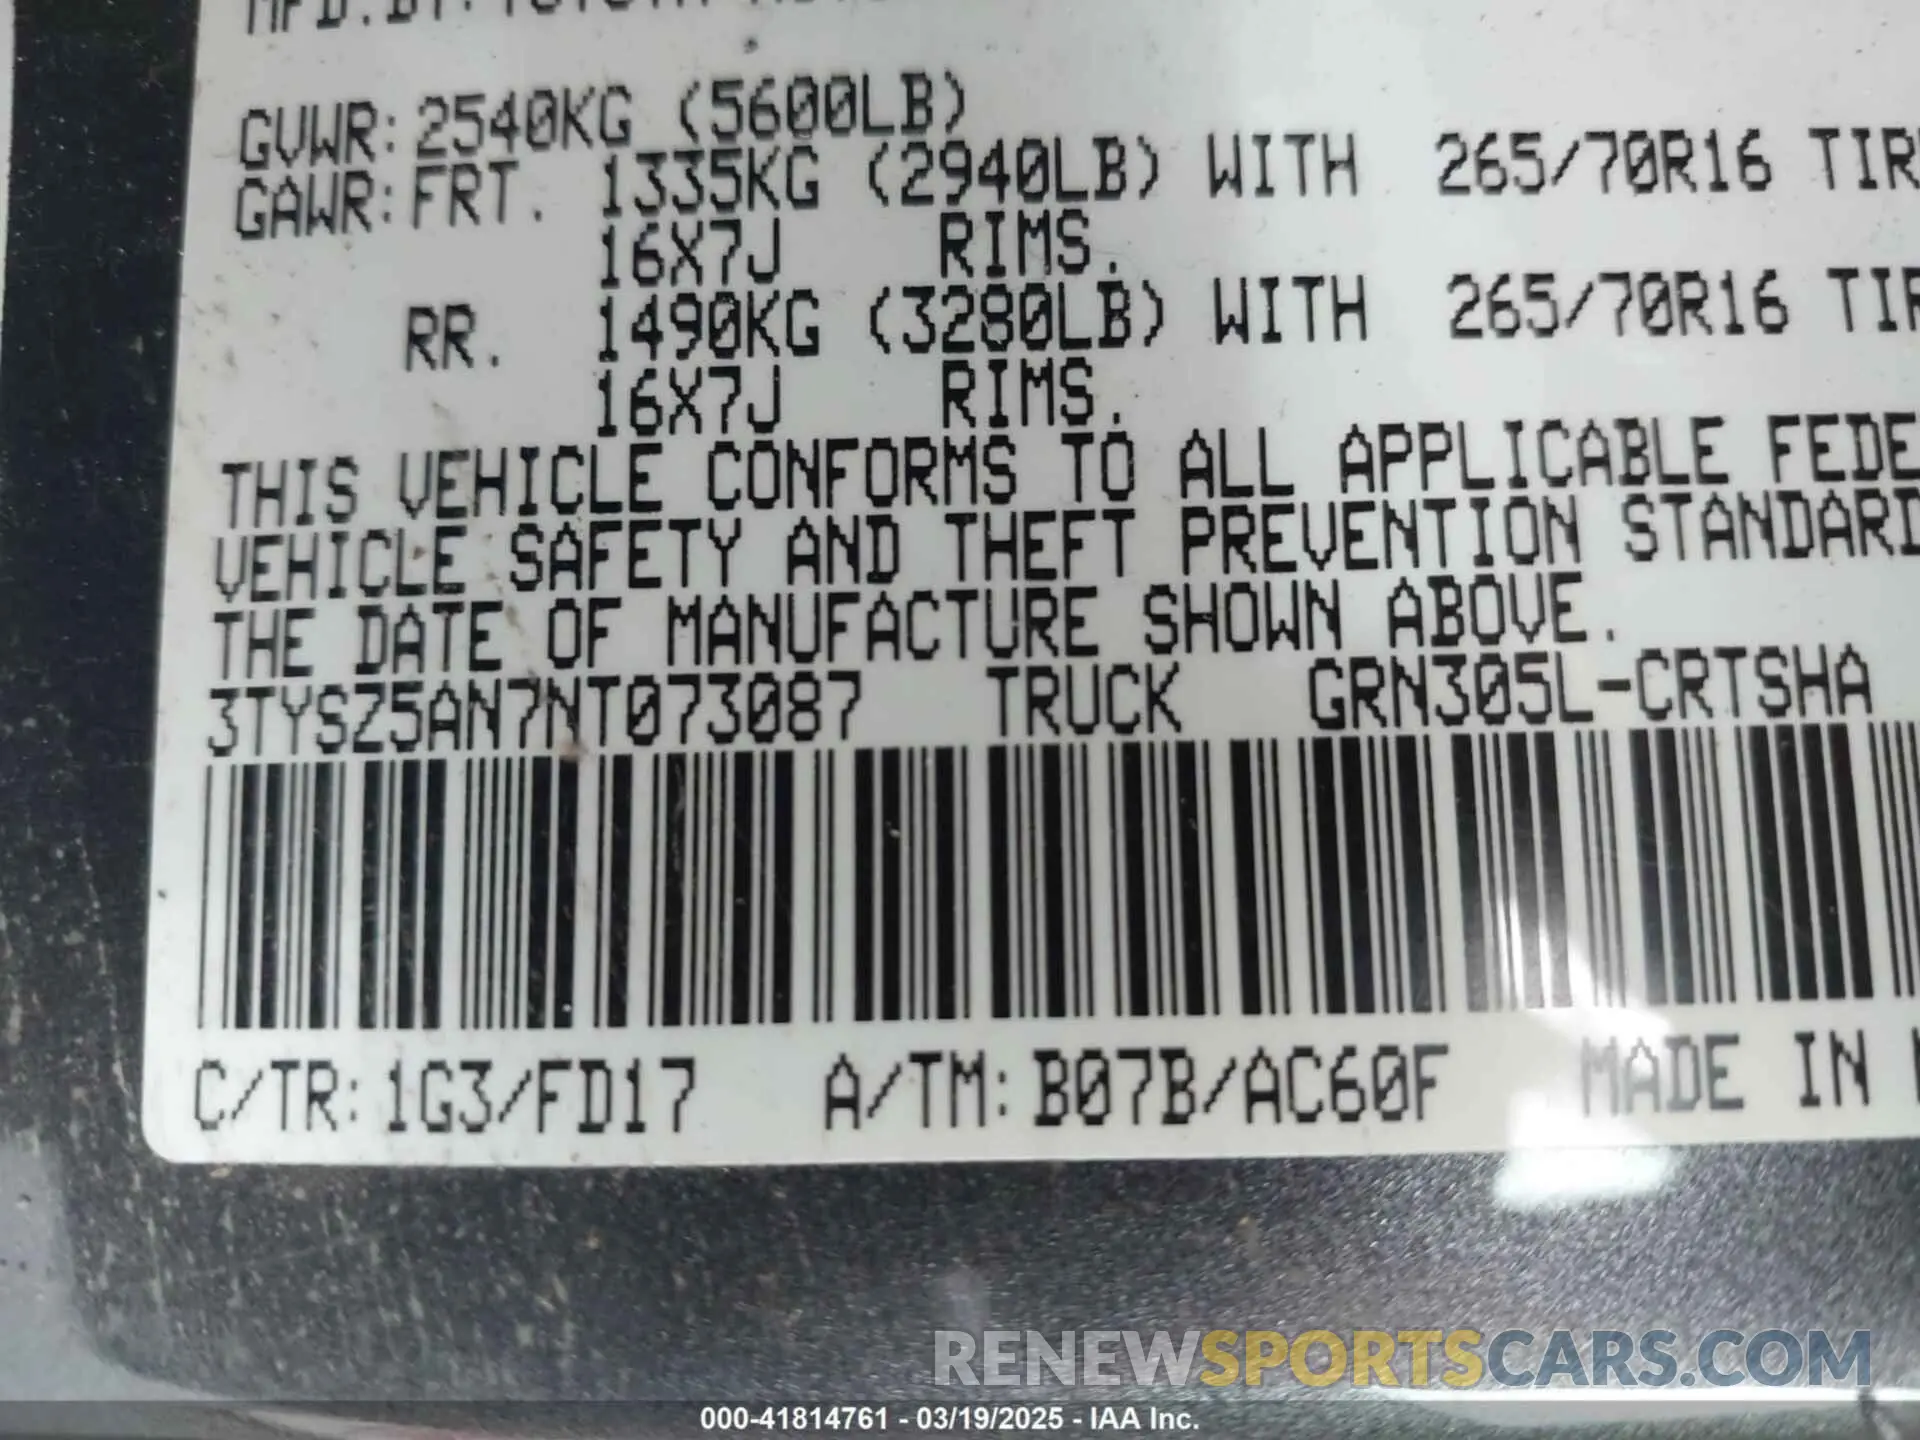 MFD.BY: TOYOTA
GVWR: 2540KG (5600LB)
GAWR: FRT. 1335KG (2940LB) WITH 265/70R16 TIR
16X7J RIMS.
RR. 1490KG (3280LB) WITH 265/70R16 TIR
16X7J RIMS.
THIS VEHICLE CONFORMS TO ALL APPLICABLE FEDE
VEHICLE SAFETY AND THEFT PREVENTION STANDARD
THE DATE OF MANUFACTURE SHOWN ABOVE.
3TYSZ5AN7NT073087 TRUCK GRN305L-CRTSHA
C/TR: 1G3/FD17 A/TM: B07B/AC60F MADE IN
RENEWSPORTSCARS.COM
000-41814761 - 03/19/2025 - IAA Inc.